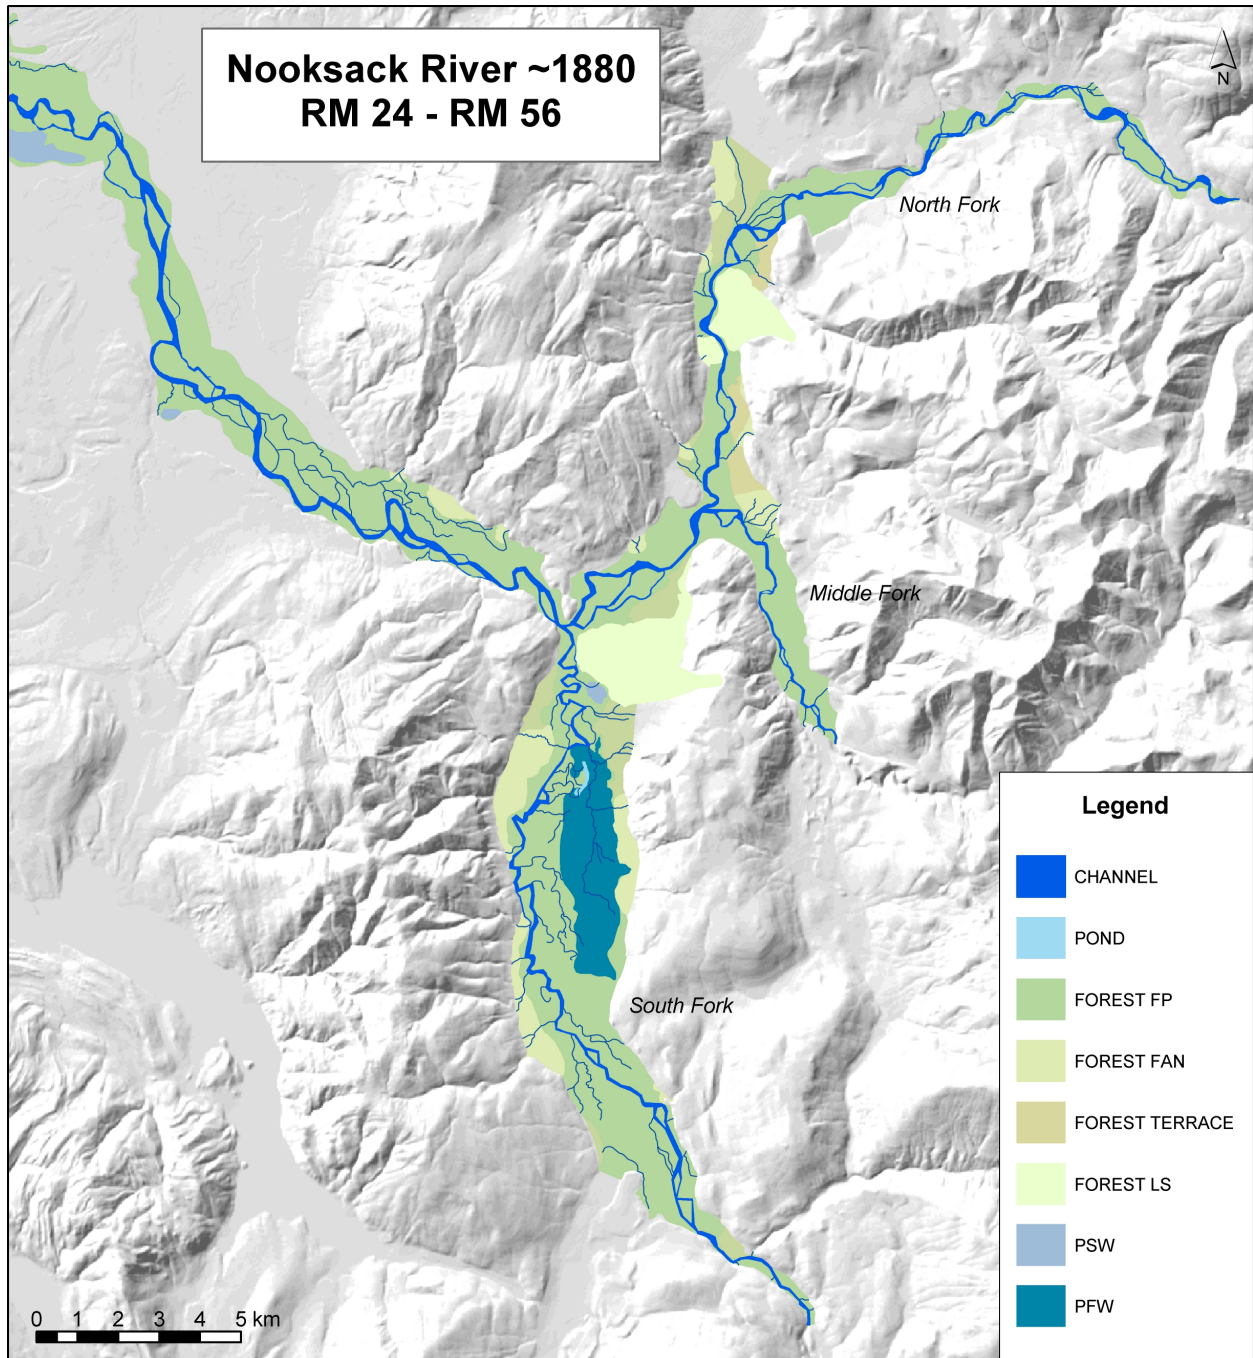 Nooksack River ~1880
RM 24 - RM 56
N
North Fork
Middle Fork
South Fork
Legend
CHANNEL
POND
FOREST FP
FOREST FAN
FOREST TERRACE
FOREST LS
PSW
PFW
0 1 2 3 4 5 km